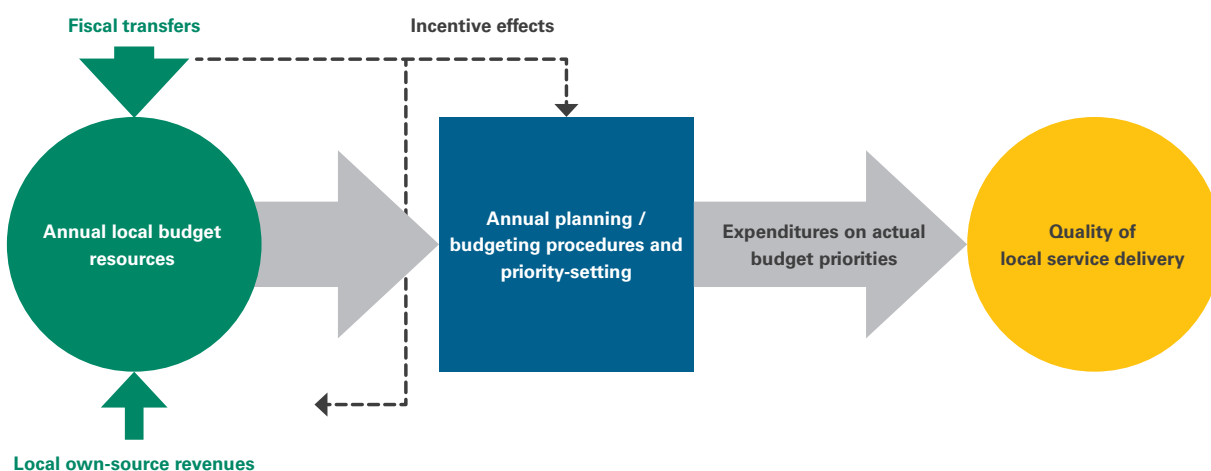 Fiscal transfers
Incentive effects
Annual local budget
resources
Annual planning /
budgeting procedures and
priority-setting
Expenditures on actual
budget priorities
Quality of
local service delivery
Local own-source revenues